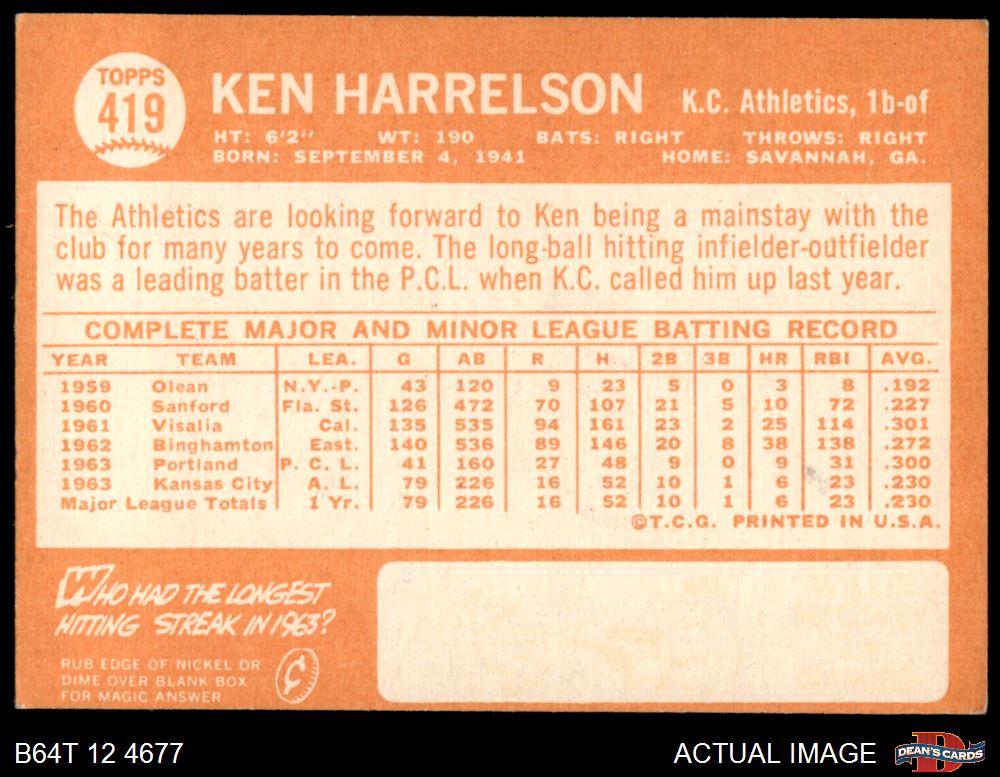 TOPPS
419
KEN HARRELSON K.C. Athletics, 1b-of
HT: 6'2" WT: 190 BATS: RIGHT THROWS: RIGHT
BORN: SEPTEMBER 4, 1941 HOME: SAVANNAH, GA.
The Athletics are looking forward to Ken being a mainstay with the
club for many years to come. The long-ball hitting infielder-outfielder
was a leading batter in the P.C.L. when K.C. called him up last year.
COMPLETE MAJOR AND MINOR LEAGUE BATTING RECORD
YEAR TEAM LEA. G AB R H 2B 3B HR RBI AVG.
1959 Olean N.Y.-P. 43 120 9 23 5 0 3 8 .192
1960 Sanford Fla. St. 126 472 70 107 21 5 10 72 .227
1961 Visalia Cal. 135 535 94 161 23 2 25 114 .301
1962 Binghamton East. 140 536 89 146 20 8 38 138 .272
1963 Portland P. C. L. 41 160 27 48 9 0 9 31 .300
1963 Kansas City A. L. 79 226 16 52 10 1 6 23 .230
Major League Totals 1 Yr. 79 226 16 52 10 1 6 23 .230
©T.C.G. PRINTED IN U.S.A.
WHO HAD THE LONGEST
HITTING STREAK IN 1963?
RUB EDGE OF NICKEL OR
DIME OVER BLANK BOX
FOR MAGIC ANSWER
¢
B64T 12 4677 ACTUAL IMAGE DEAN'S CARDS